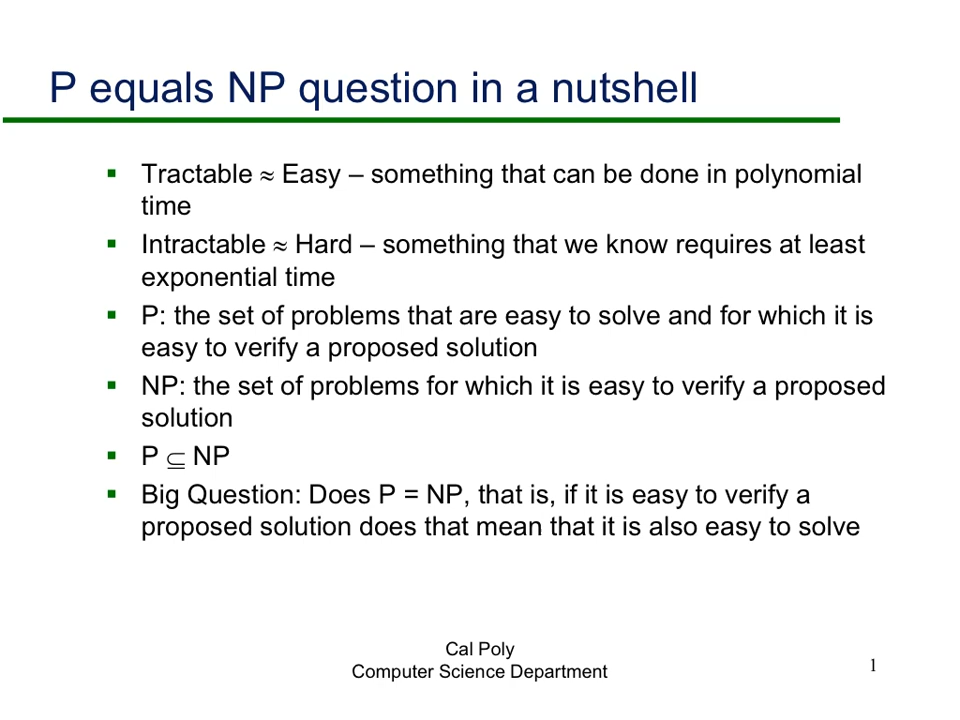 P equals NP question in a nutshell
▪ Tractable ≈ Easy – something that can be done in polynomial
time
▪ Intractable ≈ Hard – something that we know requires at least
exponential time
▪ P: the set of problems that are easy to solve and for which it is
easy to verify a proposed solution
▪ NP: the set of problems for which it is easy to verify a proposed
solution
▪ P ⊆ NP
▪ Big Question: Does P = NP, that is, if it is easy to verify a
proposed solution does that mean that it is also easy to solve
Cal Poly
Computer Science Department
1